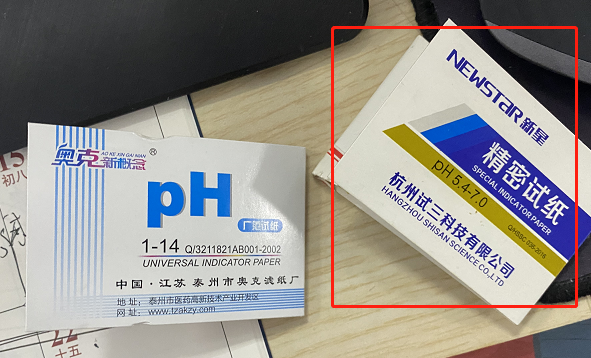 奥克新概念®
AO KE XIN GAI NIAN
pH
广范试纸
1-14 Q/3211821AB001-2002
UNIVERSAL INDICATOR PAPER
中国·江苏 泰州市奥克滤纸厂
地址：泰州市医药高新技术产业开发区
网址：www.tzakzy.com
NEWSTAR 新星
精密试纸
SPECIAL INDICATOR PAPER
pH 5.4-7.0
杭州试三科技有限公司
HANGZHOU SHISAN SCIENCE CO.,LTD
初八
22
十五